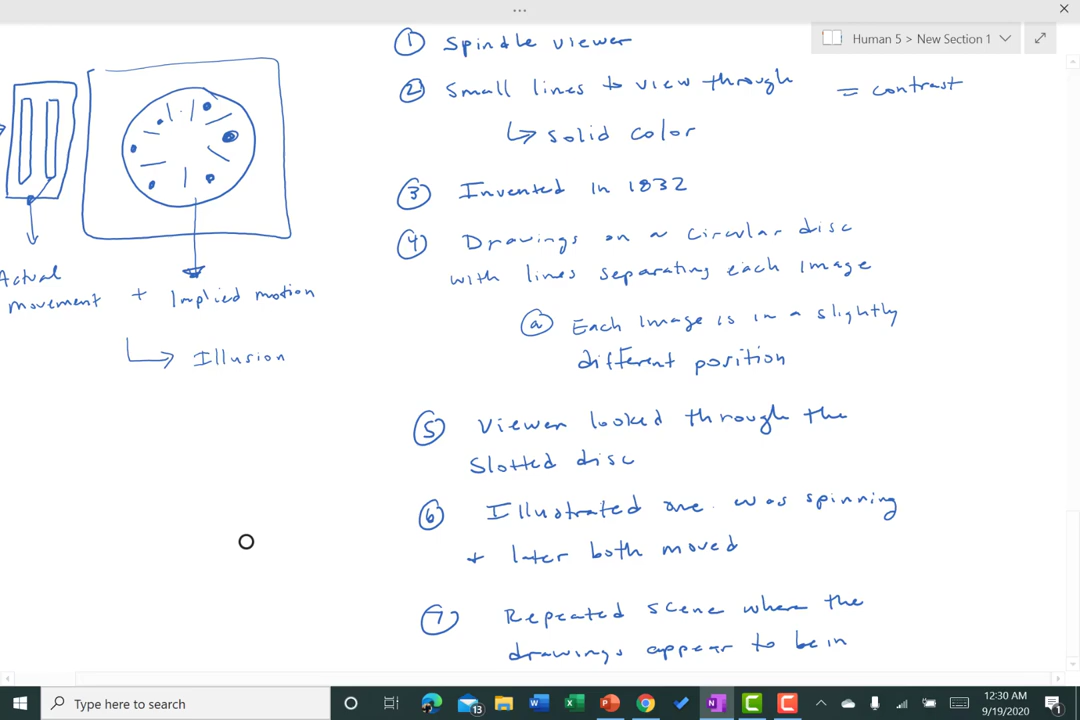 Human 5 > New Section 1
① Spindle viewer
② Small lines to view through = contrast
↳ solid color
③ Invented in 1832
④ Drawings on a circular disc
with lines separating each image
ⓐ Each image is in a slightly
different position
⑤ Viewer looked through the
Slotted disc
⑥ Illustrated one was spinning
+ later both moved
⑦ Repeated scene where the
drawings appear to be in
Actual
movement + Implied motion
↳ Illusion
Type here to search
13
12:30 AM
9/19/2020
1